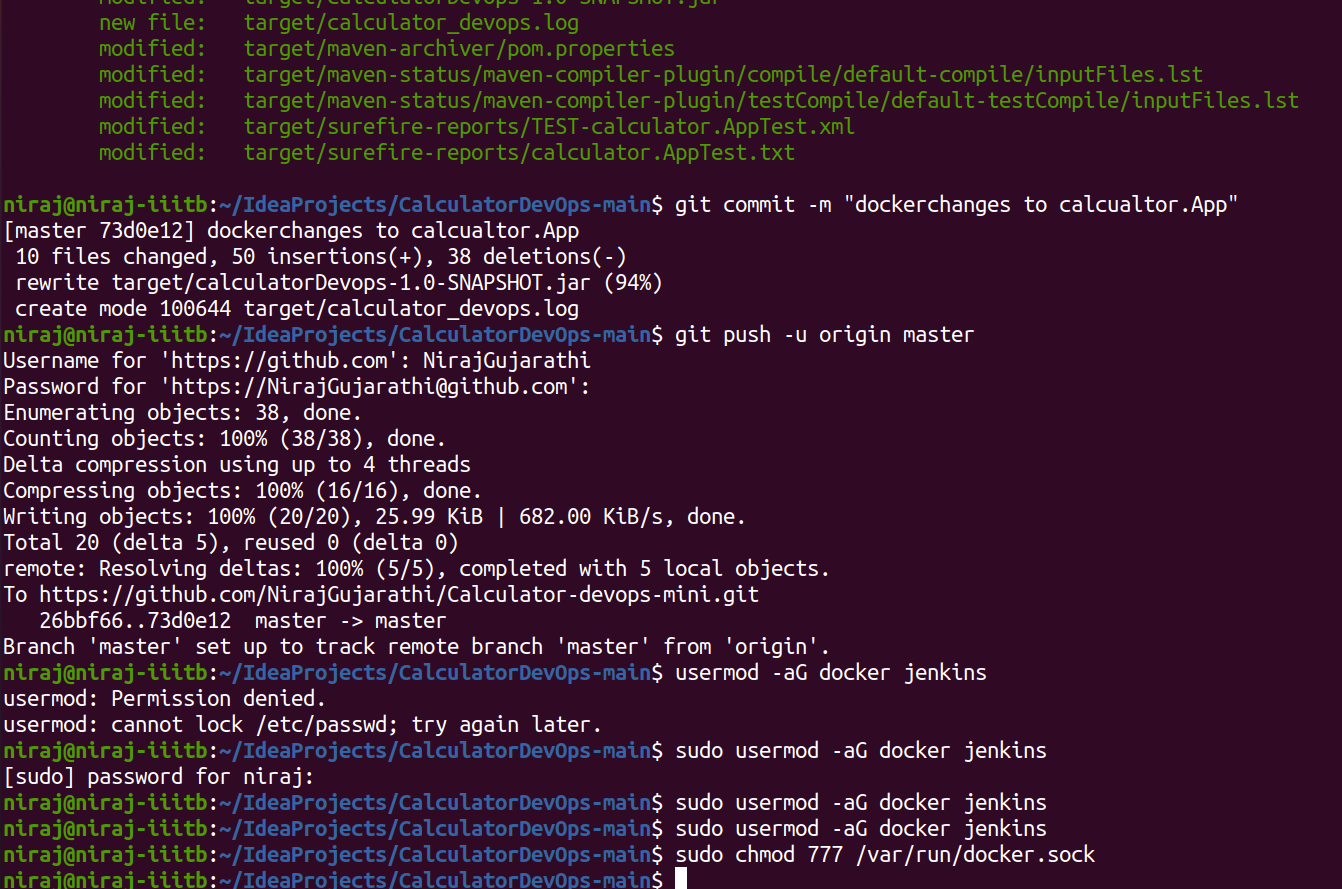 modified:   target/calculatorDevops-1.0-SNAPSHOT.jar
new file:   target/calculator_devops.log
modified:   target/maven-archiver/pom.properties
modified:   target/maven-status/maven-compiler-plugin/compile/default-compile/inputFiles.lst
modified:   target/maven-status/maven-compiler-plugin/testCompile/default-testCompile/inputFiles.lst
modified:   target/surefire-reports/TEST-calculator.AppTest.xml
modified:   target/surefire-reports/calculator.AppTest.txt
niraj@niraj-iiitb:~/IdeaProjects/CalculatorDevOps-main$ git commit -m "dockerchanges to calcualtor.App"
[master 73d0e12] dockerchanges to calcualtor.App
 10 files changed, 50 insertions(+), 38 deletions(-)
 rewrite target/calculatorDevops-1.0-SNAPSHOT.jar (94%)
 create mode 100644 target/calculator_devops.log
niraj@niraj-iiitb:~/IdeaProjects/CalculatorDevOps-main$ git push -u origin master
Username for 'https://github.com': NirajGujarathi
Password for 'https://NirajGujarathi@github.com':
Enumerating objects: 38, done.
Counting objects: 100% (38/38), done.
Delta compression using up to 4 threads
Compressing objects: 100% (16/16), done.
Writing objects: 100% (20/20), 25.99 KiB | 682.00 KiB/s, done.
Total 20 (delta 5), reused 0 (delta 0)
remote: Resolving deltas: 100% (5/5), completed with 5 local objects.
To https://github.com/NirajGujarathi/Calculator-devops-mini.git
   26bbf66..73d0e12  master -> master
Branch 'master' set up to track remote branch 'master' from 'origin'.
niraj@niraj-iiitb:~/IdeaProjects/CalculatorDevOps-main$ usermod -aG docker jenkins
usermod: Permission denied.
usermod: cannot lock /etc/passwd; try again later.
niraj@niraj-iiitb:~/IdeaProjects/CalculatorDevOps-main$ sudo usermod -aG docker jenkins
[sudo] password for niraj:
niraj@niraj-iiitb:~/IdeaProjects/CalculatorDevOps-main$ sudo usermod -aG docker jenkins
niraj@niraj-iiitb:~/IdeaProjects/CalculatorDevOps-main$ sudo usermod -aG docker jenkins
niraj@niraj-iiitb:~/IdeaProjects/CalculatorDevOps-main$ sudo chmod 777 /var/run/docker.sock
niraj@niraj-iiitb:~/IdeaProjects/CalculatorDevOps-main$